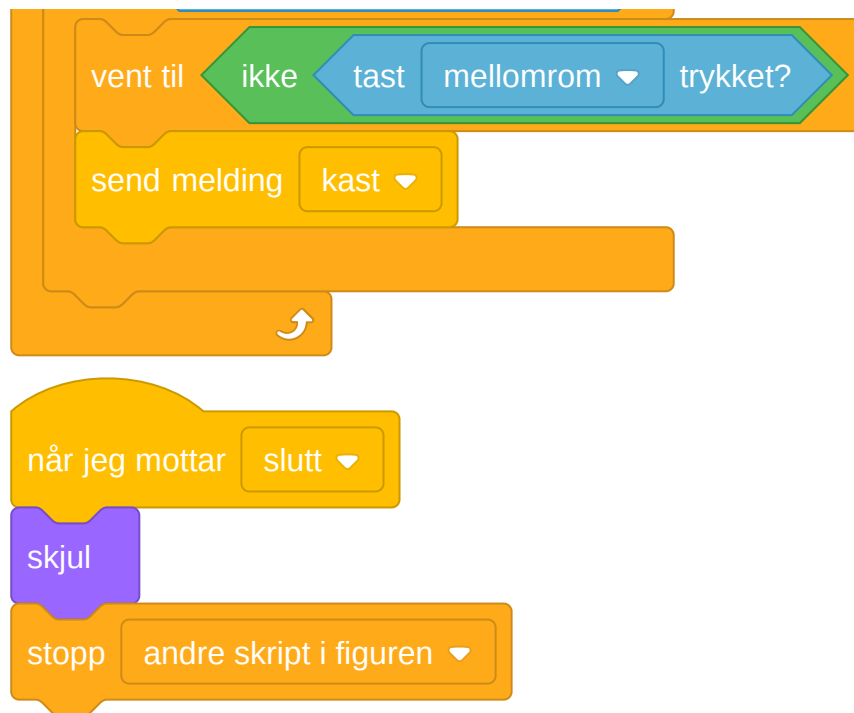 vent til ikke tast mellomrom trykket?
send melding kast
når jeg mottar slutt
skjul
stopp andre skript i figuren